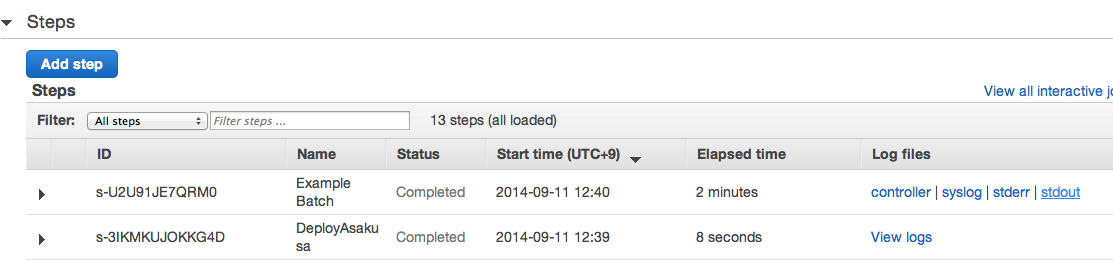 Steps
Add step
Steps
View all interactive jo
Filter: All steps Filter steps ... 13 steps (all loaded)
ID Name Status Start time (UTC+9) Elapsed time Log files
s-U2U91JE7QRM0 Example Batch Completed 2014-09-11 12:40 2 minutes controller | syslog | stderr | stdout
s-3IKMKUJOKKG4D DeployAsaku sa Completed 2014-09-11 12:39 8 seconds View logs